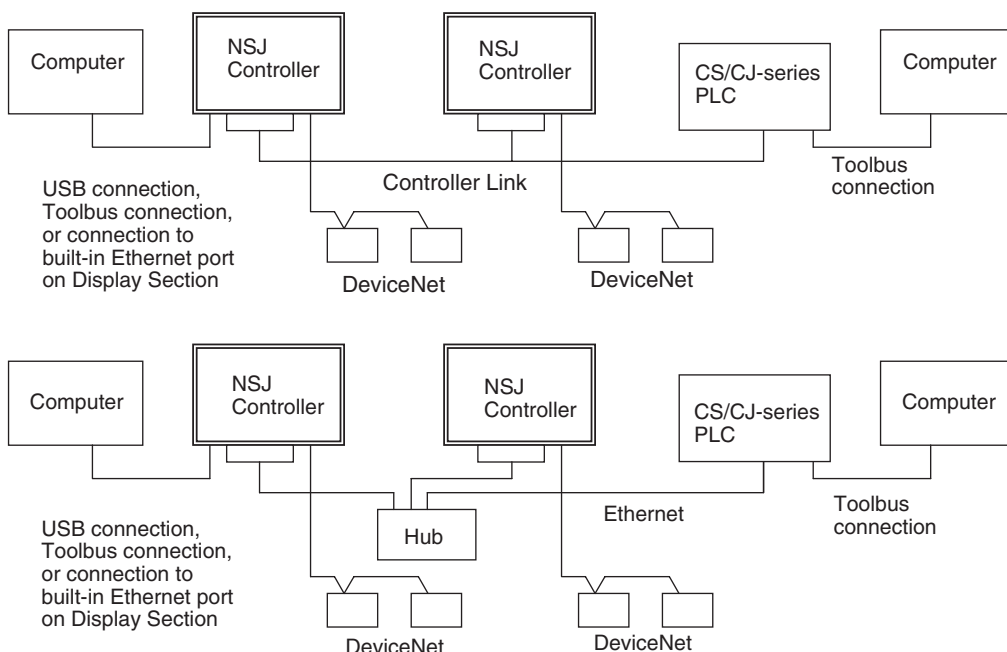 Computer
NSJ
Controller
NSJ
Controller
CS/CJ-series
PLC
Computer
USB connection,
Toolbus connection,
or connection to
built-in Ethernet port
on Display Section
Controller Link
Toolbus
connection
DeviceNet
DeviceNet
Computer
NSJ
Controller
NSJ
Controller
CS/CJ-series
PLC
Computer
USB connection,
Toolbus connection,
or connection to
built-in Ethernet port
on Display Section
Hub
Ethernet
Toolbus
connection
DeviceNet
DeviceNet